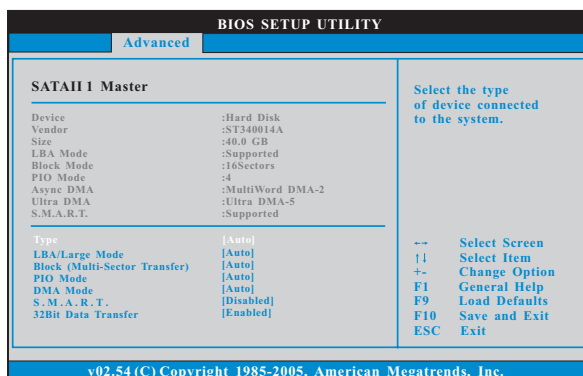 BIOS SETUP UTILITY
Advanced
SATAII 1 Master
Device :Hard Disk
Vendor :ST340014A
Size :40.0 GB
LBA Mode :Supported
Block Mode :16Sectors
PIO Mode :4
Async DMA :MultiWord DMA-2
Ultra DMA :Ultra DMA-5
S.M.A.R.T. :Supported
Type [Auto]
LBA/Large Mode [Auto]
Block (Multi-Sector Transfer) [Auto]
PIO Mode [Auto]
DMA Mode [Auto]
S.M.A.R.T. [Disabled]
32Bit Data Transfer [Enabled]
Select the type
of device connected
to the system.
↔ Select Screen
↑↓ Select Item
+- Change Option
F1 General Help
F9 Load Defaults
F10 Save and Exit
ESC Exit
v02.54 (C) Copyright 1985-2005, American Megatrends, Inc.